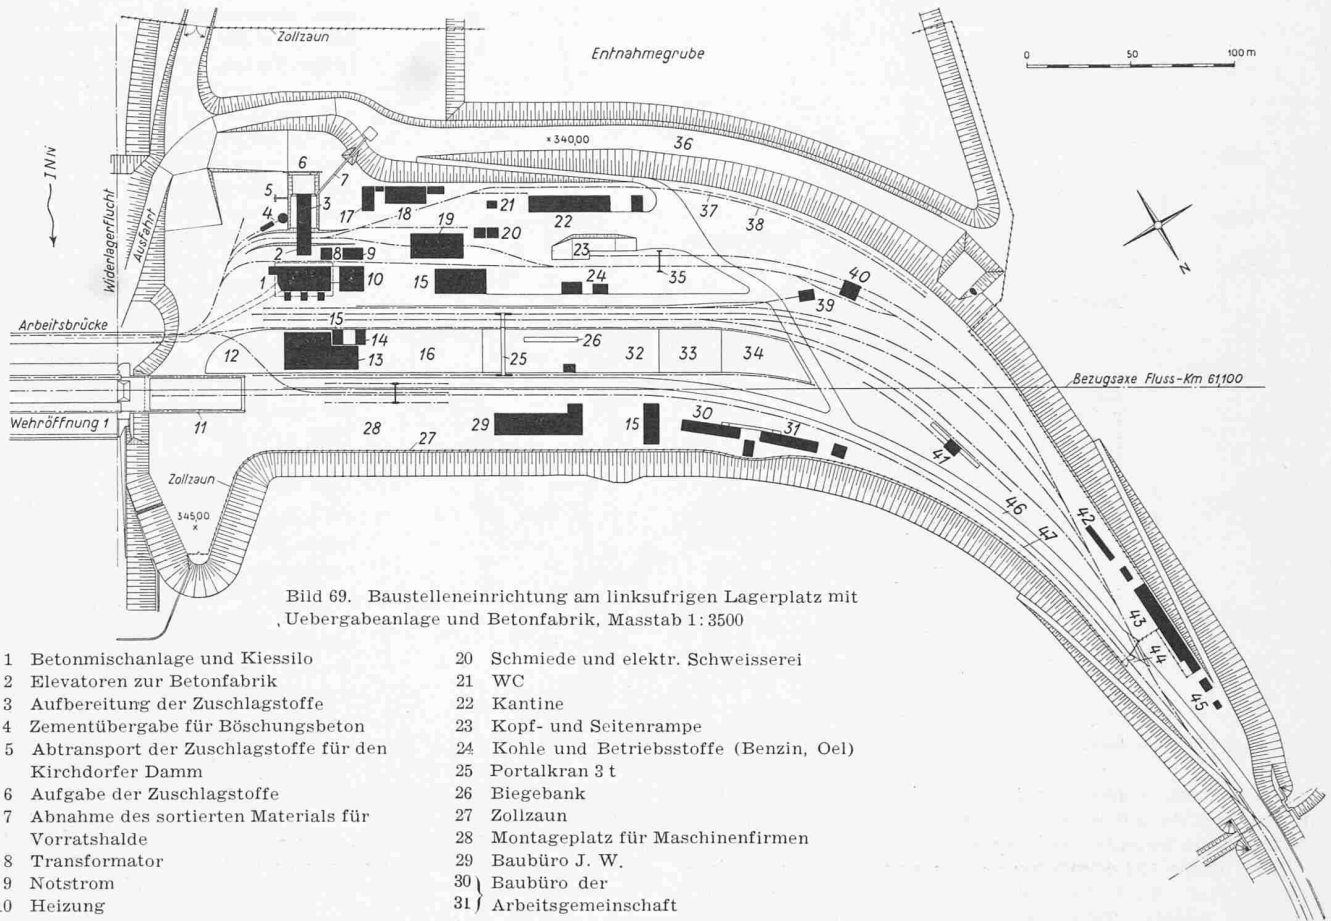 Zollzaun
Entnahmegrube
0 50 100 m
INN
Widerlagerflucht
Ausfahrt
× 340,00
36
6
5
7
3
4
17
18
19
21
20
22
37
38
2
8
9
23
1
10
15
24
35
40
39
Arbeitsbrücke
15
14
13
12
16
25
26
32
33
34
Bezugsaxe Fluss-Km 61,100
Wehröffnung 1
11
28
27
29
15
30
31
41
Zollzaun
345,00
×
46
47
42
43
44
45
N
Bild 69. Baustelleneinrichtung am linksufrigen Lagerplatz mit
Uebergabeanlage und Betonfabrik, Masstab 1:3500
1 Betonmischanlage und Kiessilo
2 Elevatoren zur Betonfabrik
3 Aufbereitung der Zuschlagstoffe
4 Zementübergabe für Böschungsbeton
5 Abtransport der Zuschlagstoffe für den
Kirchdorfer Damm
6 Aufgabe der Zuschlagstoffe
7 Abnahme des sortierten Materials für
Vorratshalde
8 Transformator
9 Notstrom
10 Heizung
20 Schmiede und elektr. Schweisserei
21 WC
22 Kantine
23 Kopf- und Seitenrampe
24 Kohle und Betriebsstoffe (Benzin, Oel)
25 Portalkran 3 t
26 Biegebank
27 Zollzaun
28 Montageplatz für Maschinenfirmen
29 Baubüro J. W.
30 } Baubüro der
31 } Arbeitsgemeinschaft